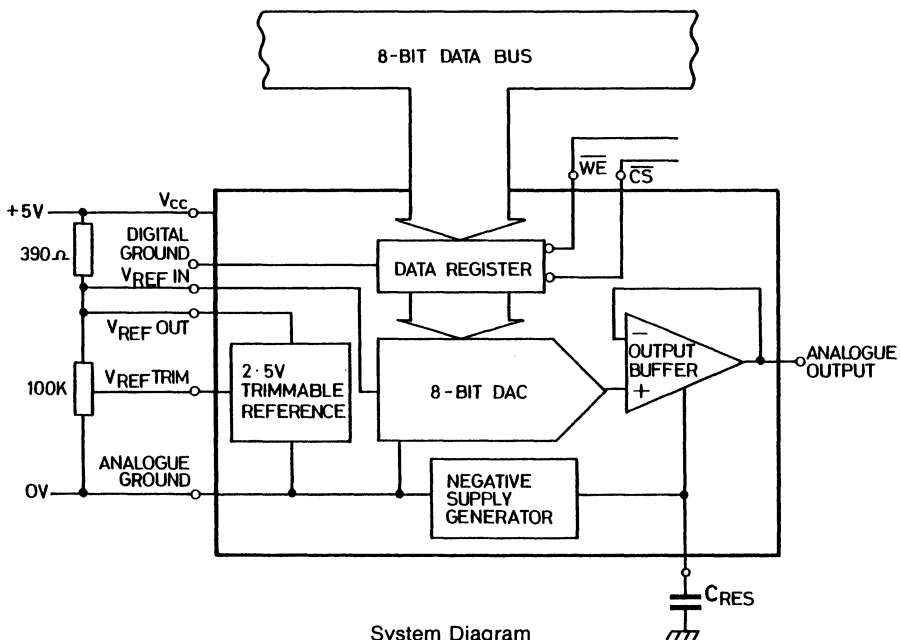 8-BIT DATA BUS
WE
CS
+5V
VCC
390Ω
DIGITAL
GROUND
VREF IN
DATA REGISTER
VREF OUT
VREF TRIM
100K
2·5V
TRIMMABLE
REFERENCE
8-BIT DAC
−
OUTPUT
BUFFER
+
ANALOGUE
OUTPUT
ANALOGUE
GROUND
0V
NEGATIVE
SUPPLY
GENERATOR
CRES
System Diagram